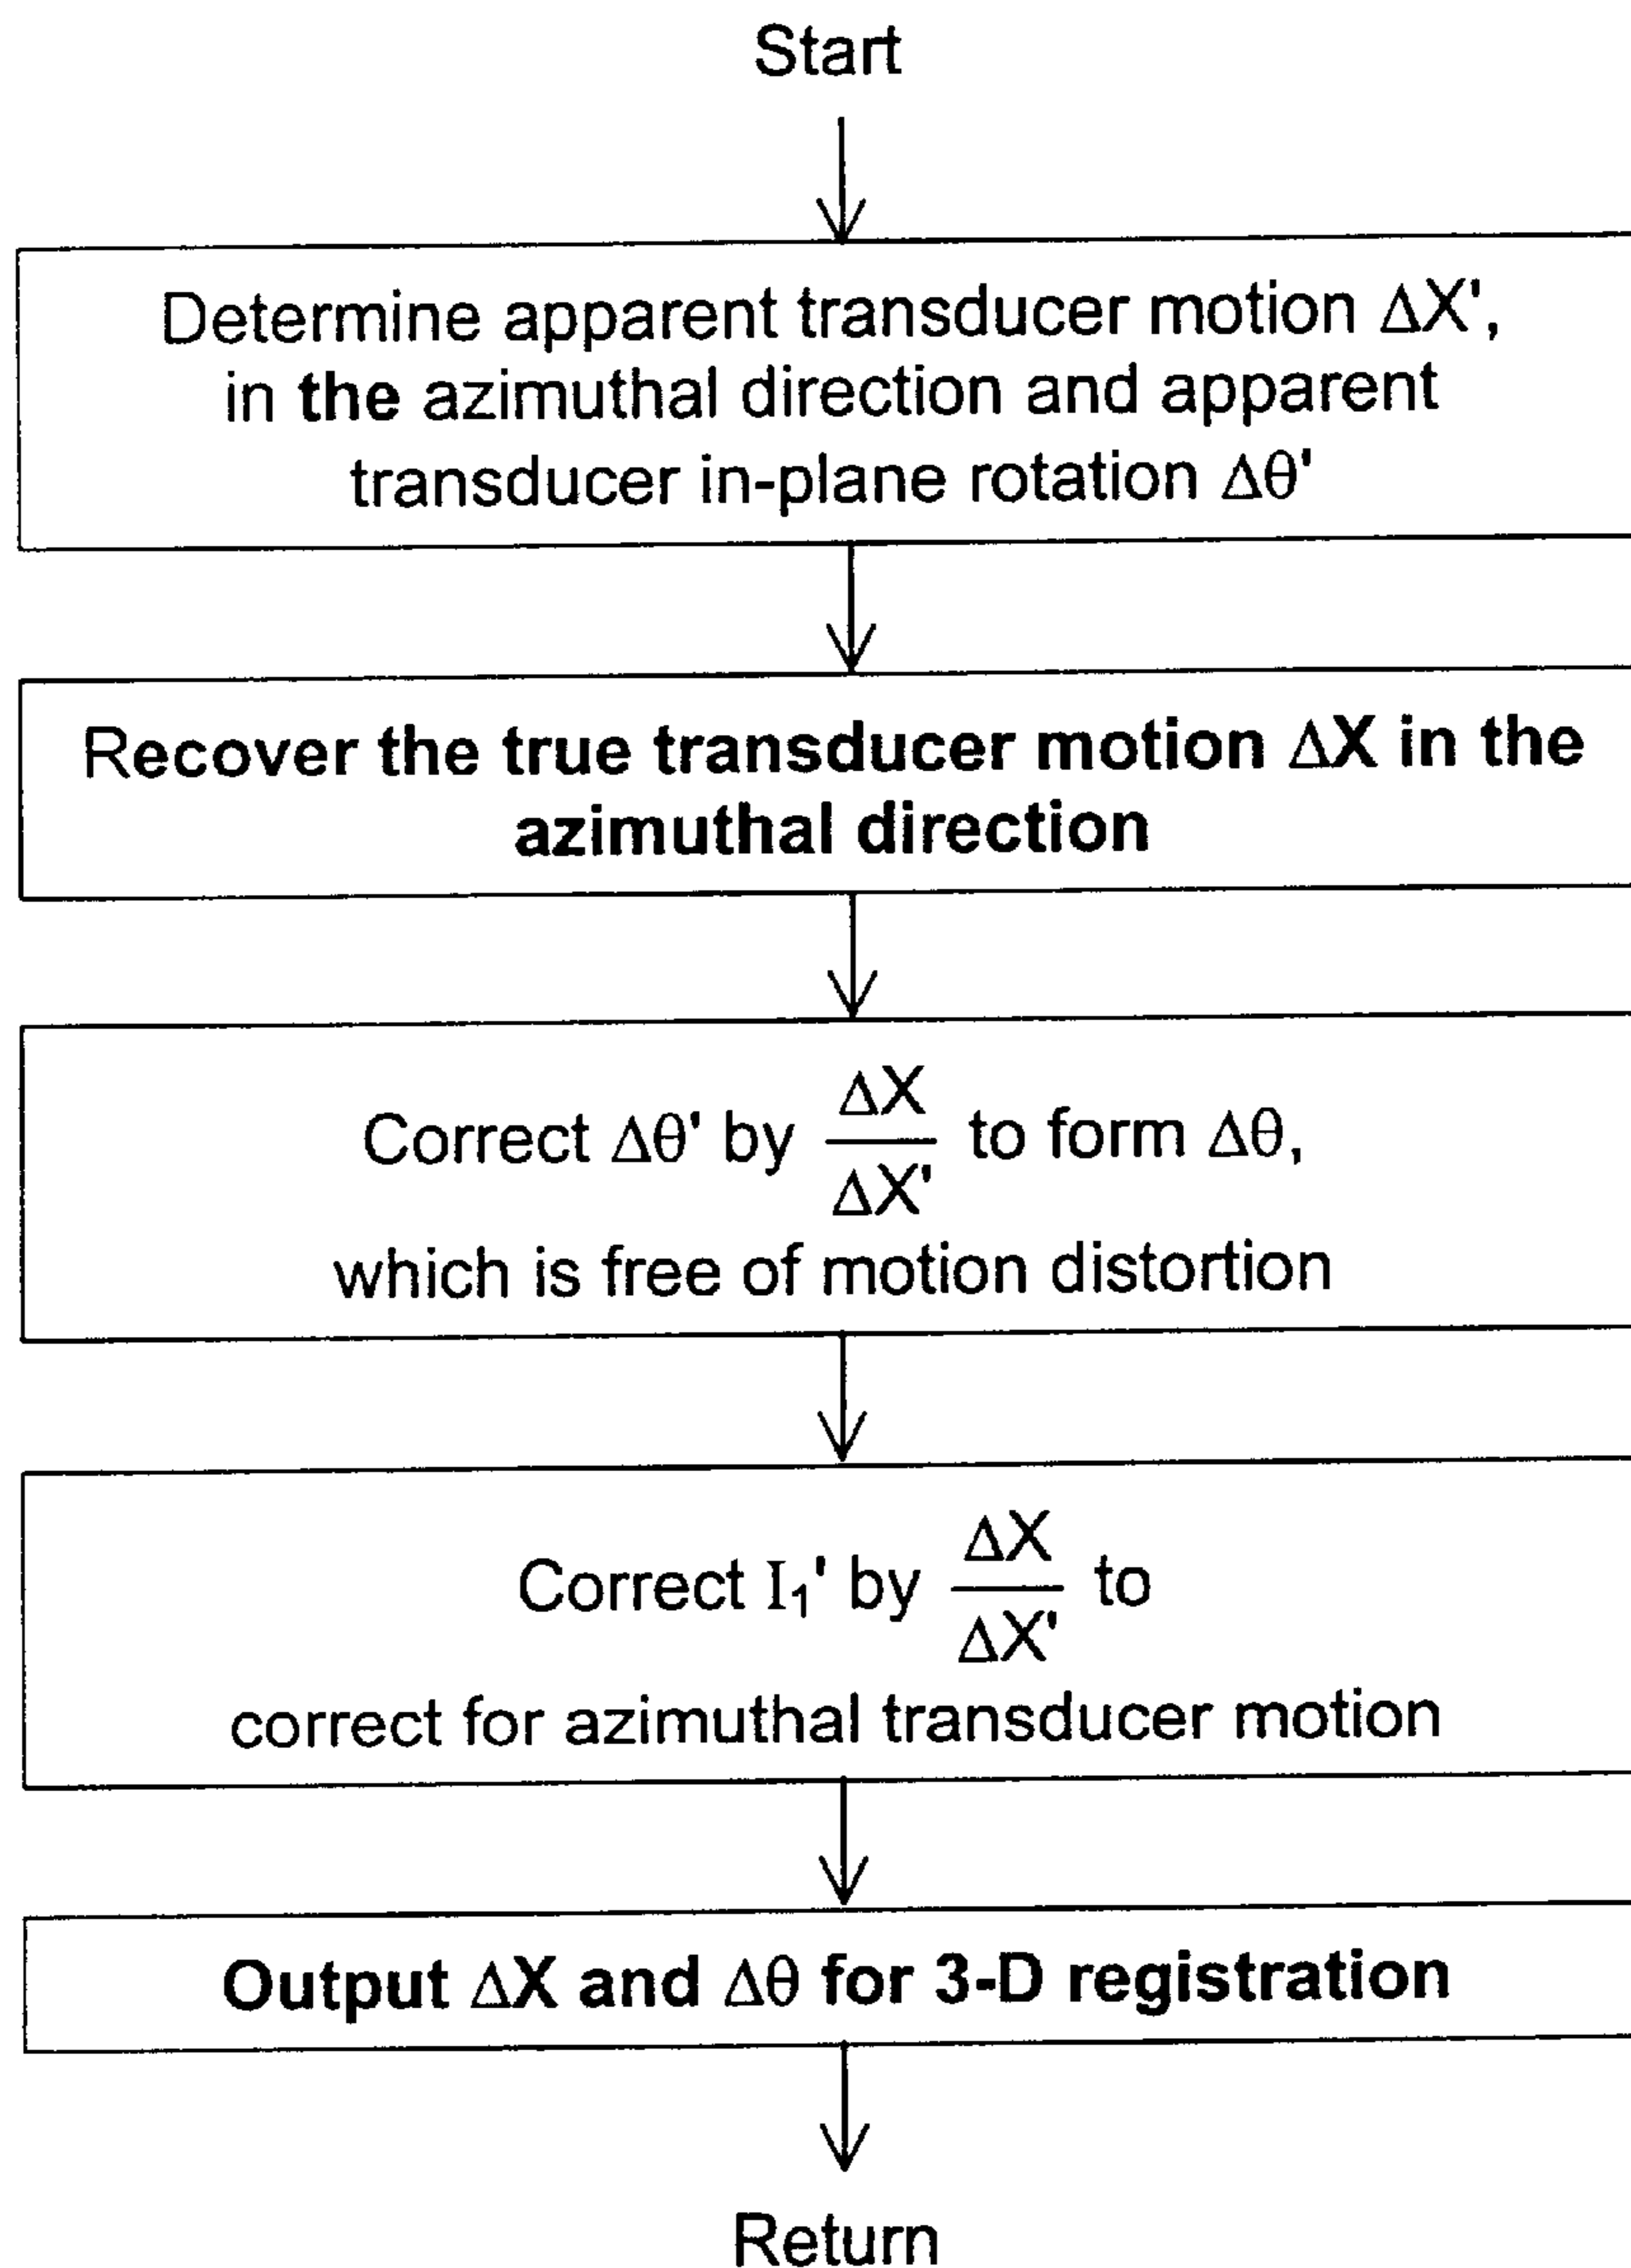 Start
Determine apparent transducer motion ΔX',
in the azimuthal direction and apparent
transducer in-plane rotation Δθ'
Recover the true transducer motion ΔX in the
azimuthal direction
Correct Δθ' by ΔX/ΔX' to form Δθ,
which is free of motion distortion
Correct I₁' by ΔX/ΔX' to
correct for azimuthal transducer motion
Output ΔX and Δθ for 3-D registration
Return